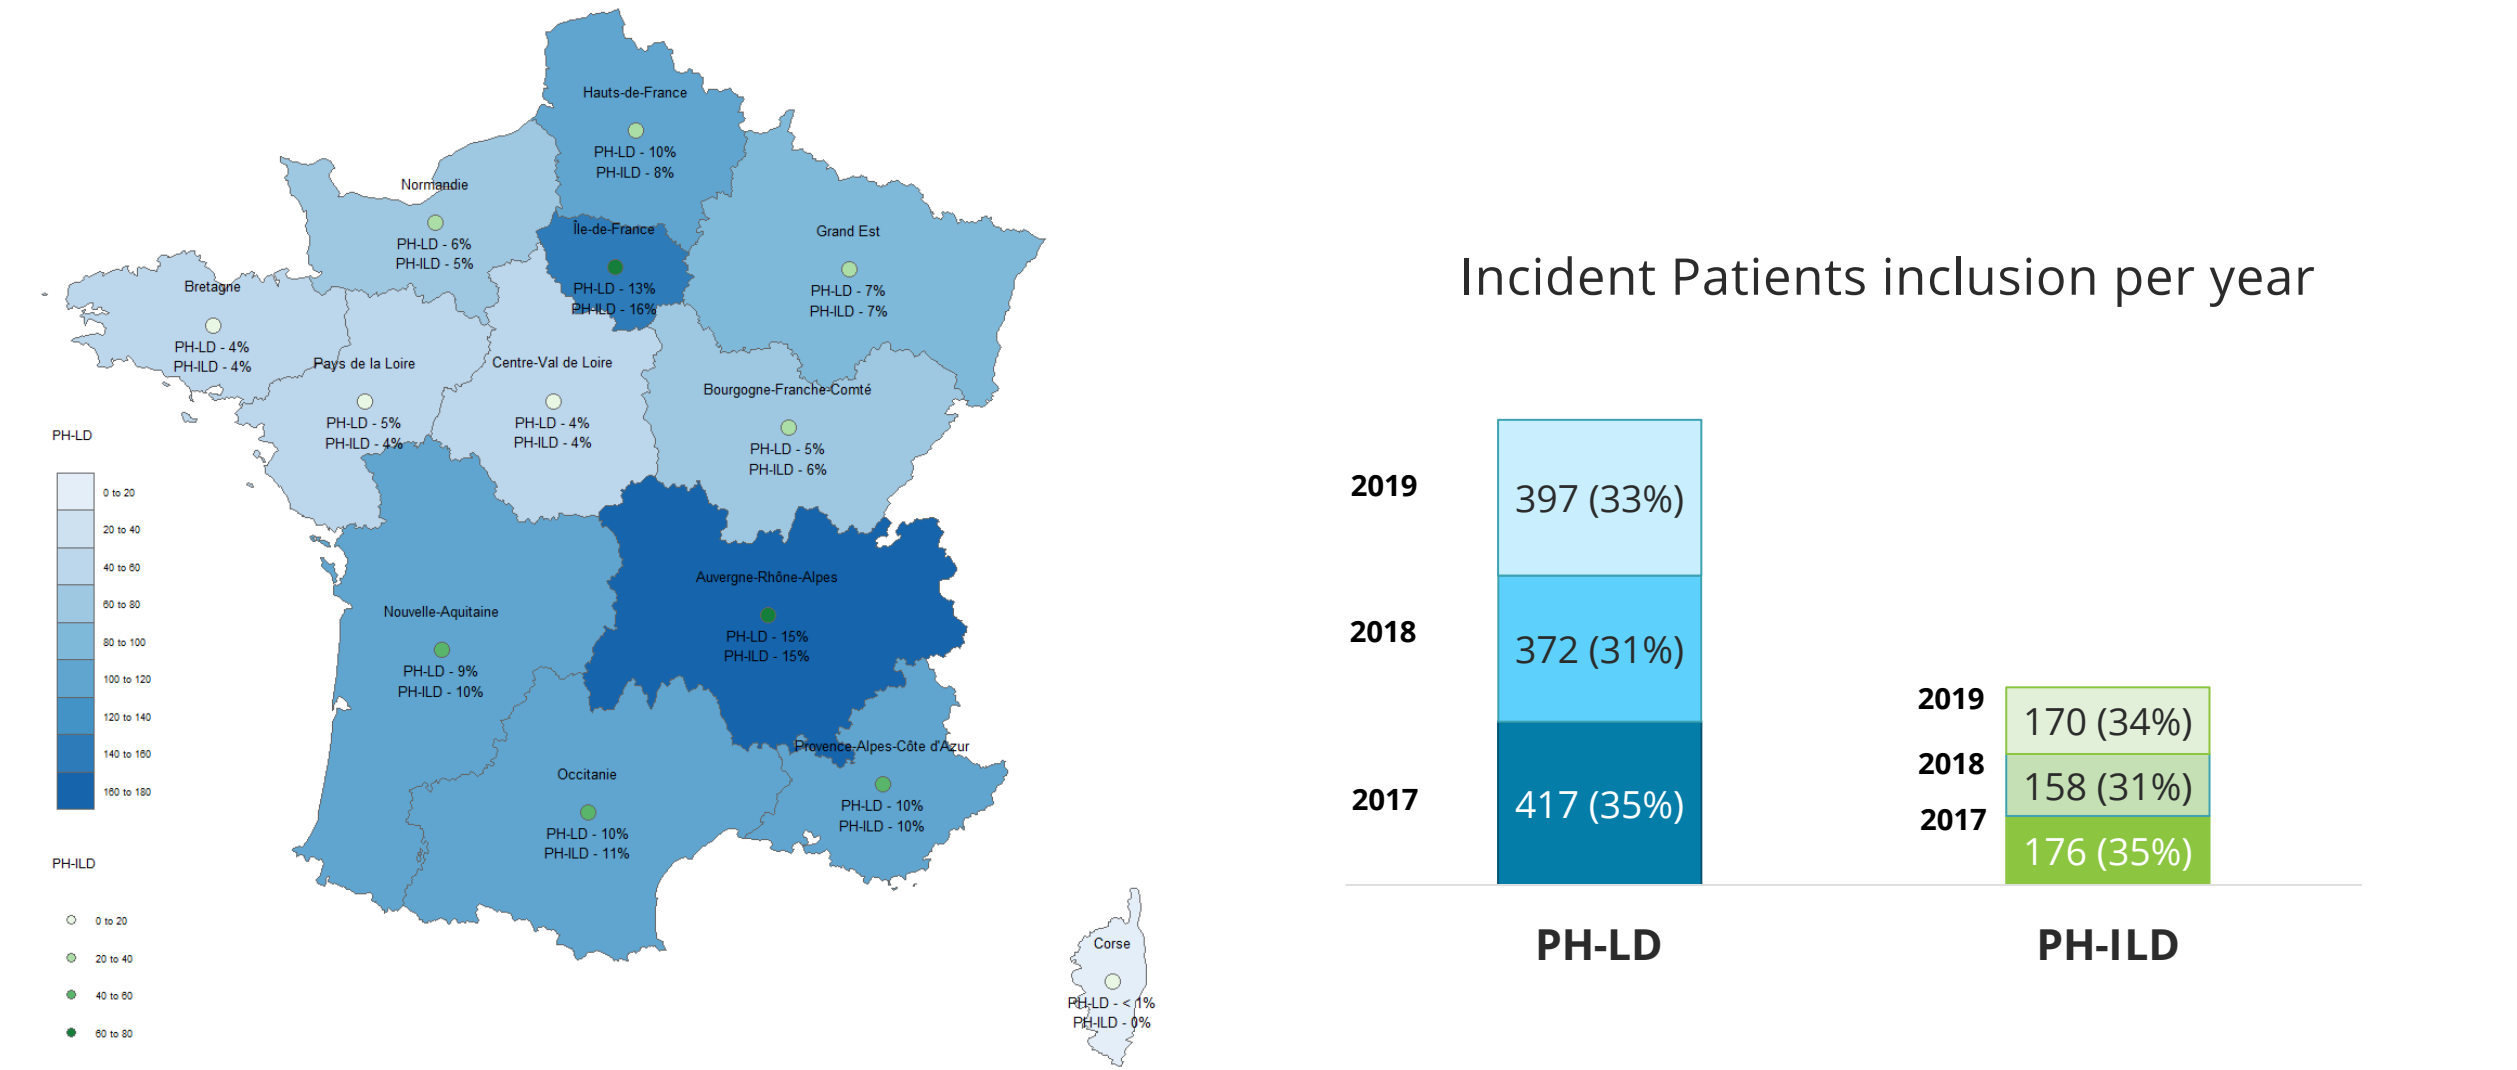 Hauts-de-France
PH-LD - 10%
PH-ILD - 8%
Normandie
PH-LD - 6%
PH-ILD - 5%
Île-de-France
PH-LD - 13%
PH-ILD - 16%
Grand Est
PH-LD - 7%
PH-ILD - 7%
Bretagne
PH-LD - 4%
PH-ILD - 4%
Pays de la Loire
PH-LD - 5%
PH-ILD - 4%
Centre-Val de Loire
PH-LD - 4%
PH-ILD - 4%
Bourgogne-Franche-Comté
PH-LD - 5%
PH-ILD - 6%
Auvergne-Rhône-Alpes
PH-LD - 15%
PH-ILD - 15%
Nouvelle-Aquitaine
PH-LD - 9%
PH-ILD - 10%
Occitanie
PH-LD - 10%
PH-ILD - 11%
Provence-Alpes-Côte d'Azur
PH-LD - 10%
PH-ILD - 10%
Corse
PH-LD - < 1%
PH-ILD - 0%
PH-LD
0 to 20
20 to 40
40 to 60
60 to 80
80 to 100
100 to 120
120 to 140
140 to 160
160 to 180
PH-ILD
0 to 20
20 to 40
40 to 60
60 to 80
Incident Patients inclusion per year
2019
397 (33%)
2018
372 (31%)
2017
417 (35%)
PH-LD
2019
170 (34%)
2018
158 (31%)
2017
176 (35%)
PH-ILD